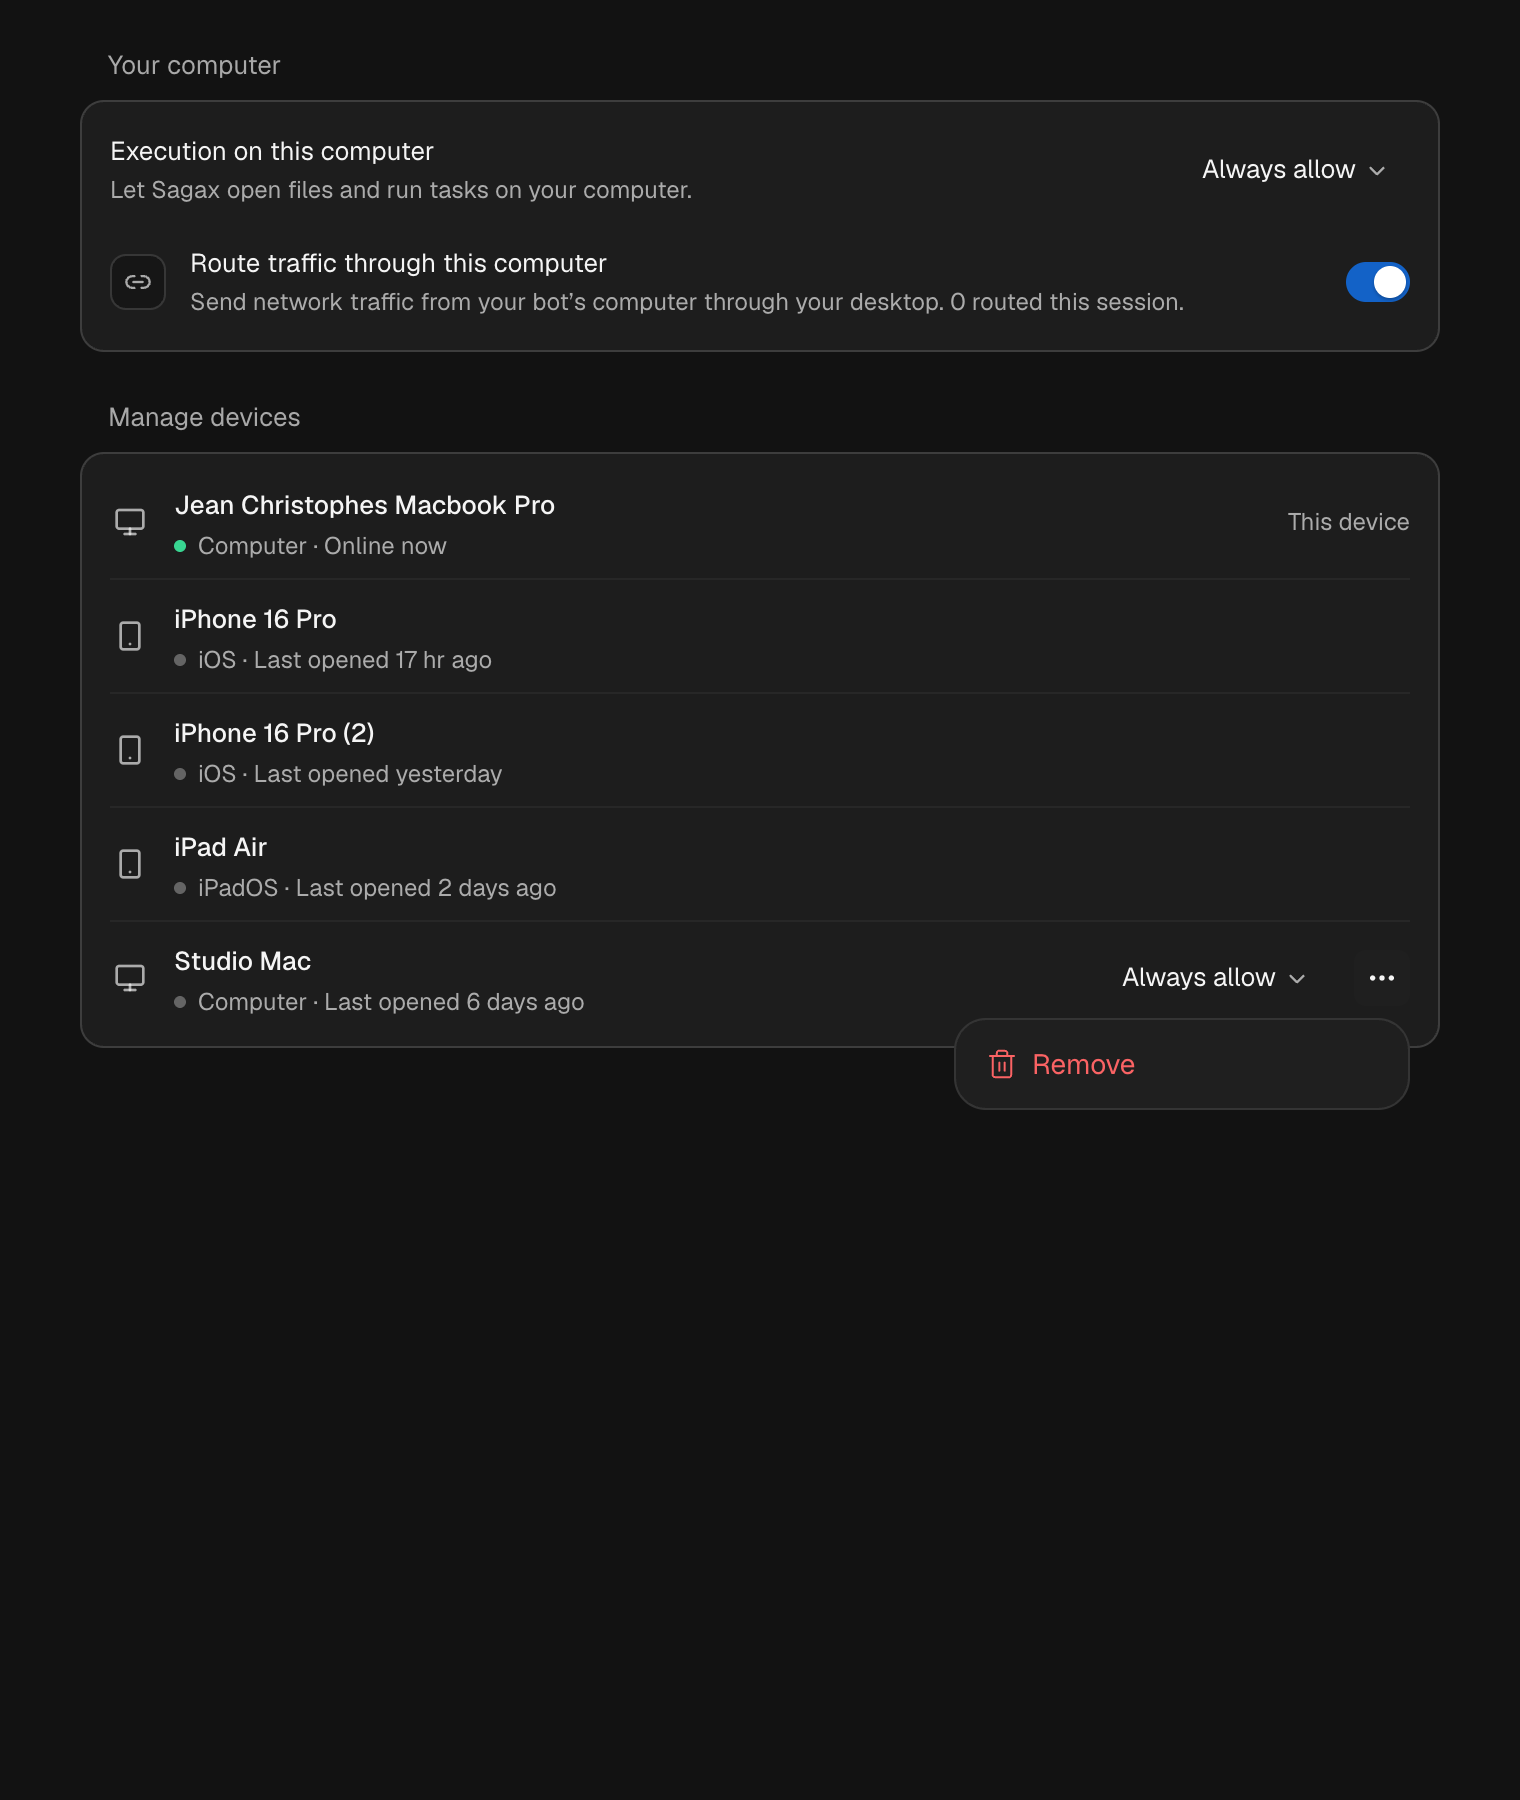 Your computer
Execution on this computer
Always allow
Let Sagax open files and run tasks on your computer.
Route traffic through this computer
Send network traffic from your bot’s computer through your desktop. 0 routed this session.
Manage devices
Jean Christophes Macbook Pro
This device
Computer · Online now
iPhone 16 Pro
iOS · Last opened 17 hr ago
iPhone 16 Pro (2)
iOS · Last opened yesterday
iPad Air
iPadOS · Last opened 2 days ago
Studio Mac
Always allow
Computer · Last opened 6 days ago
Remove